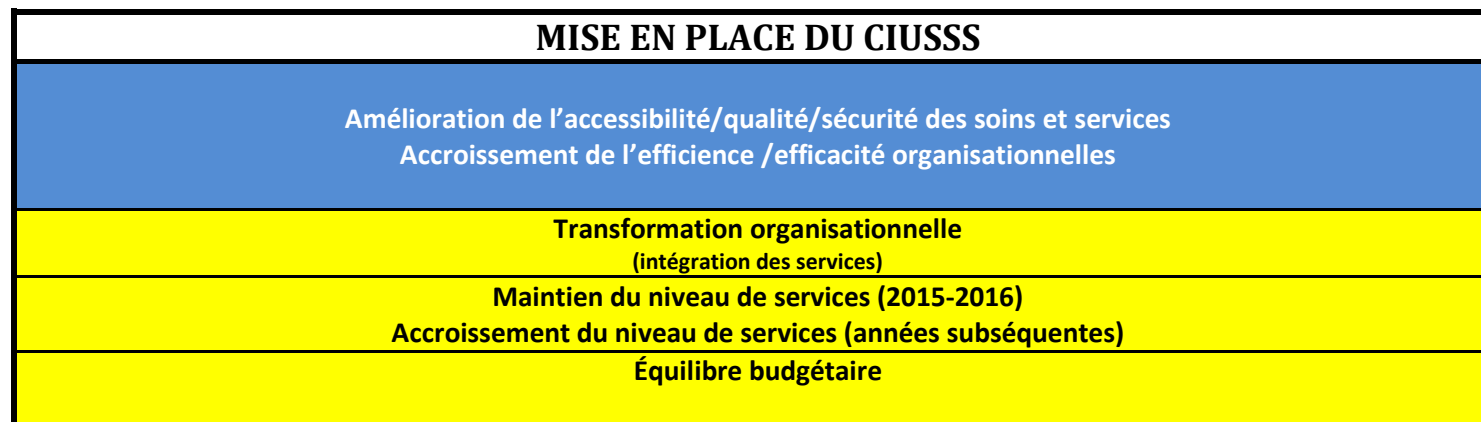 MISE EN PLACE DU CIUSSS
Amélioration de l’accessibilité/qualité/sécurité des soins et services
Accroissement de l’efficience /efficacité organisationnelles
Transformation organisationnelle
(intégration des services)
Maintien du niveau de services (2015-2016)
Accroissement du niveau de services (années subséquentes)
Équilibre budgétaire